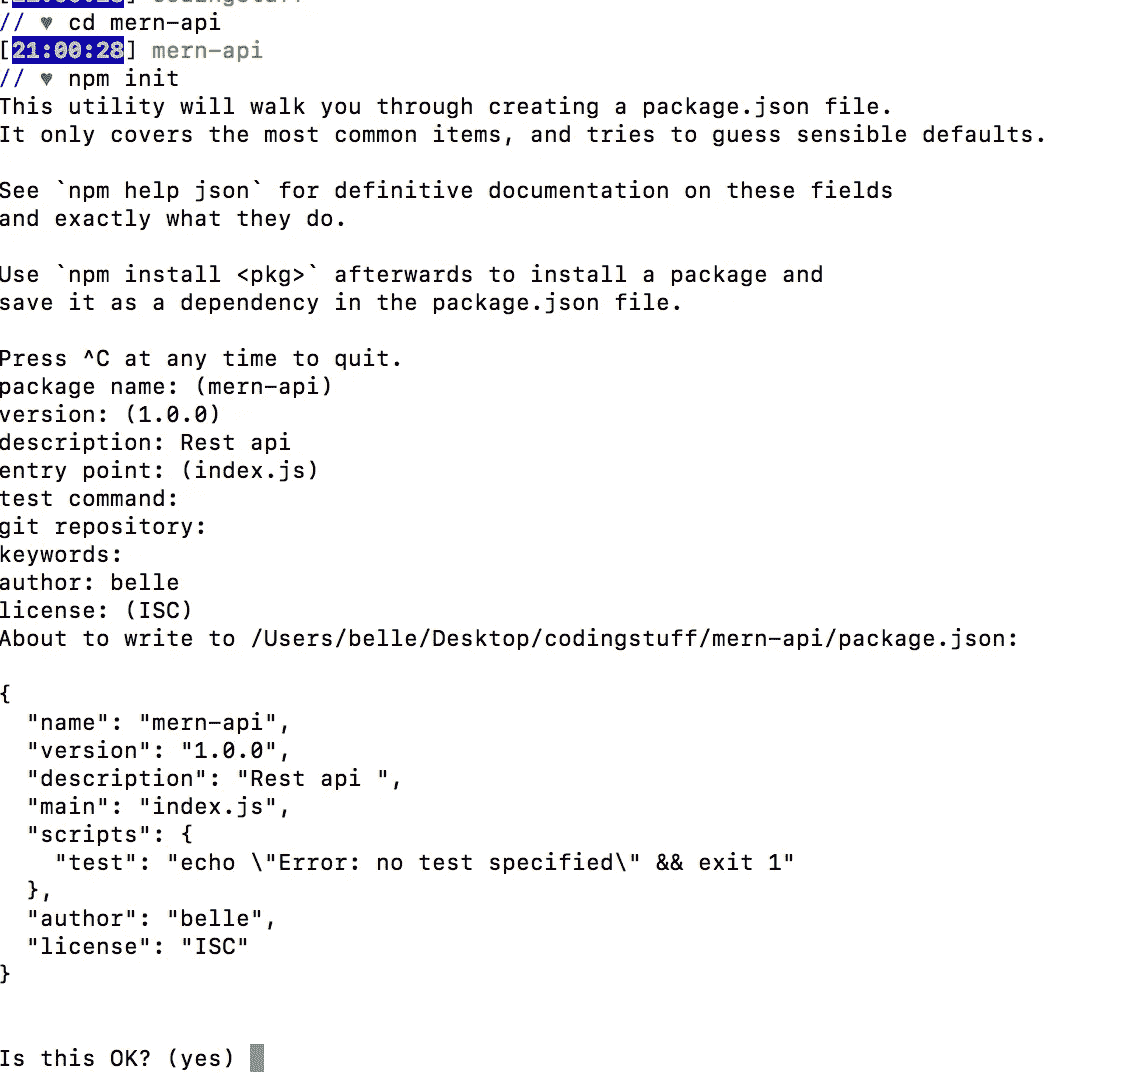 // ♥ cd mern-api
[21:00:28] mern-api
// ♥ npm init
This utility will walk you through creating a package.json file.
It only covers the most common items, and tries to guess sensible defaults.
See `npm help json` for definitive documentation on these fields
and exactly what they do.
Use `npm install <pkg>` afterwards to install a package and
save it as a dependency in the package.json file.
Press ^C at any time to quit.
package name: (mern-api)
version: (1.0.0)
description: Rest api
entry point: (index.js)
test command:
git repository:
keywords:
author: belle
license: (ISC)
About to write to /Users/belle/Desktop/codingstuff/mern-api/package.json:
{
  "name": "mern-api",
  "version": "1.0.0",
  "description": "Rest api ",
  "main": "index.js",
  "scripts": {
    "test": "echo \"Error: no test specified\" && exit 1"
  },
  "author": "belle",
  "license": "ISC"
}
Is this OK? (yes)